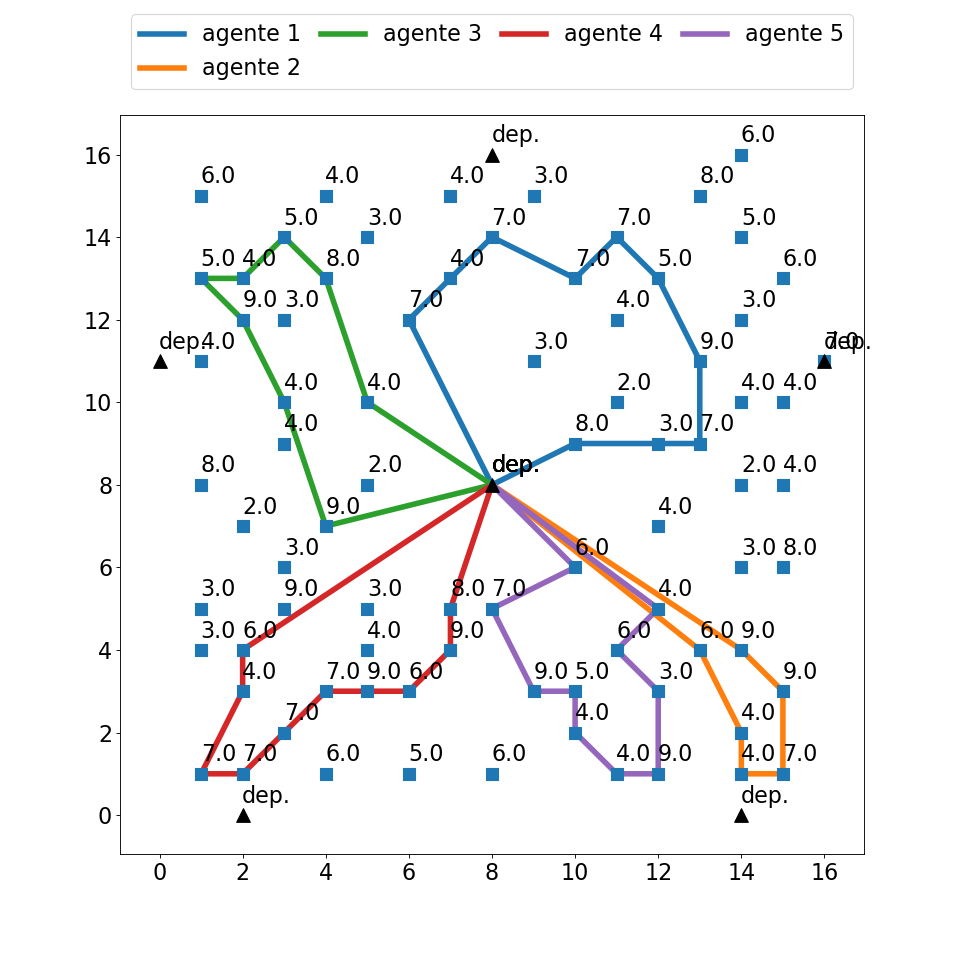 agente 1 agente 3 agente 4 agente 5
agente 2
dep. 6.0
16
6.0 4.0 4.0 3.0 8.0
5.0 3.0 7.0 7.0 5.0
14
5.0 4.0 8.0 4.0 7.0 5.0 6.0
9.0 3.0 7.0 4.0 3.0
12
dep. 4.0 3.0 9.0 7.0 dep.
4.0 4.0 2.0 4.0 4.0
10
4.0 8.0 3.0 7.0
8.0 2.0 dep. 2.0 4.0
8
2.0 9.0 4.0
3.0 6.0 3.0 8.0
6
3.0 9.0 3.0 8.0 7.0 4.0
3.0 6.0 4.0 9.0 6.0 6.0 9.0
4
4.0 7.0 9.0 6.0 9.0 5.0 3.0 9.0
7.0 4.0 4.0
2
7.0 7.0 6.0 5.0 6.0 4.0 9.0 4.0 7.0
dep. dep.
0
0 2 4 6 8 10 12 14 16